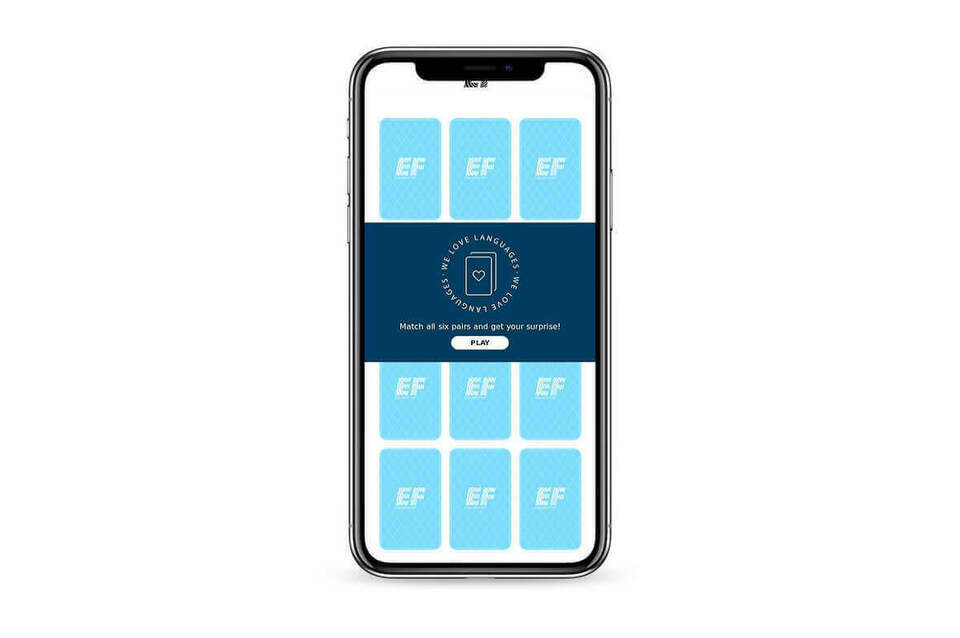 EF EF EF
WE LOVE LANGUAGES · WE LOVE LANGUAGES ·
Match all six pairs and get your surprise!
PLAY
EF EF EF
EF EF EF